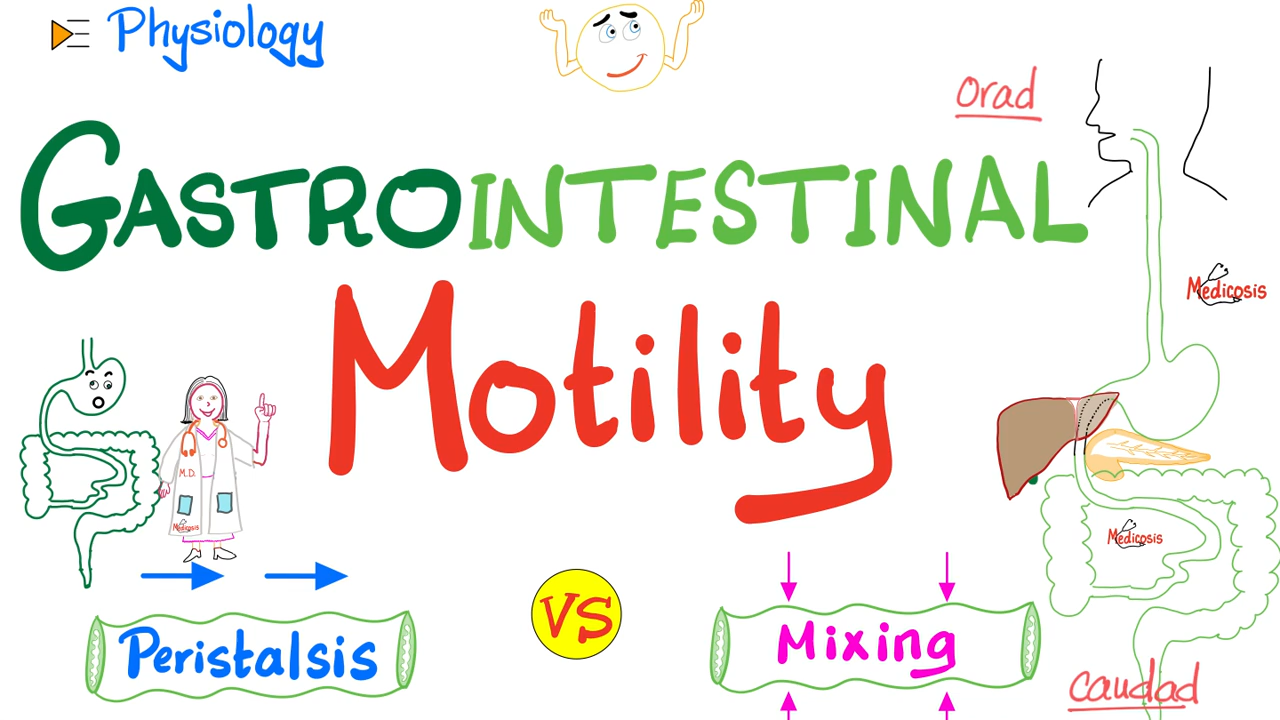 Physiology
orad
GASTROINTESTINAL
Motility
Medicosis
M.D.
Medicosis
Medicosis
Peristalsis
VS
Mixing
caudad